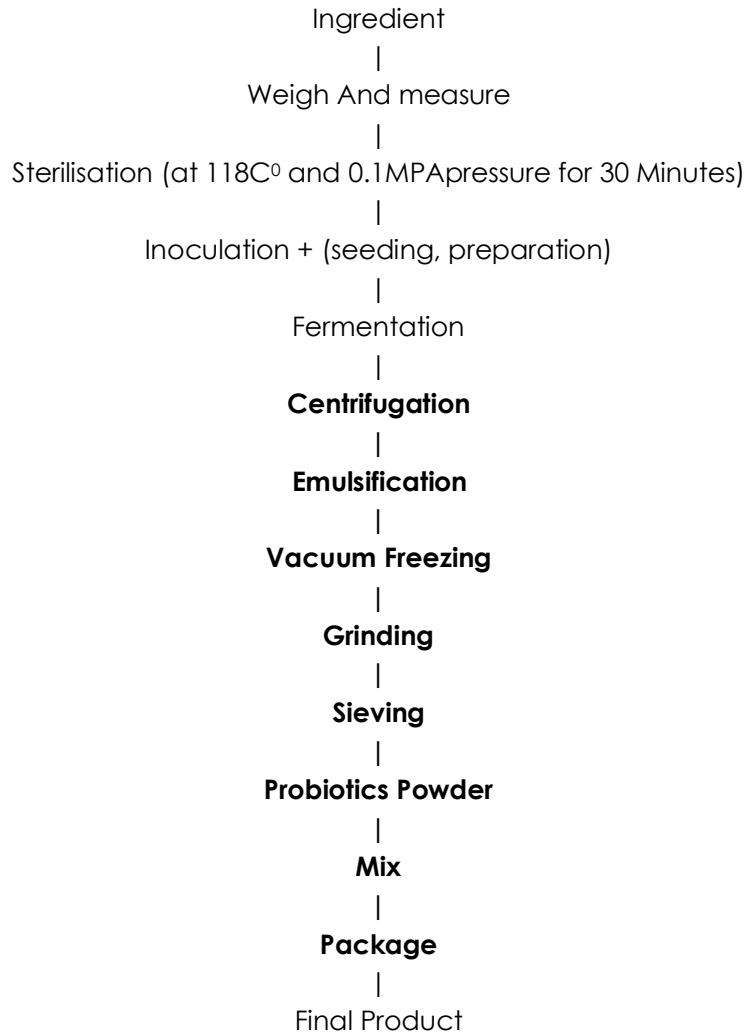 Ingredient
|
Weigh And measure
|
Sterilisation (at 118C⁰ and 0.1MPApressure for 30 Minutes)
|
Inoculation + (seeding, preparation)
|
Fermentation
|
Centrifugation
|
Emulsification
|
Vacuum Freezing
|
Grinding
|
Sieving
|
Probiotics Powder
|
Mix
|
Package
|
Final Product